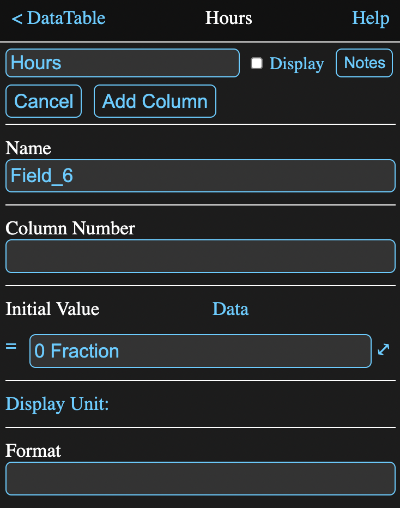 < DataTable Hours Help
Hours Display Notes
Cancel Add Column
Name
Field_6
Column Number
Initial Value Data
= 0 Fraction
Display Unit:
Format